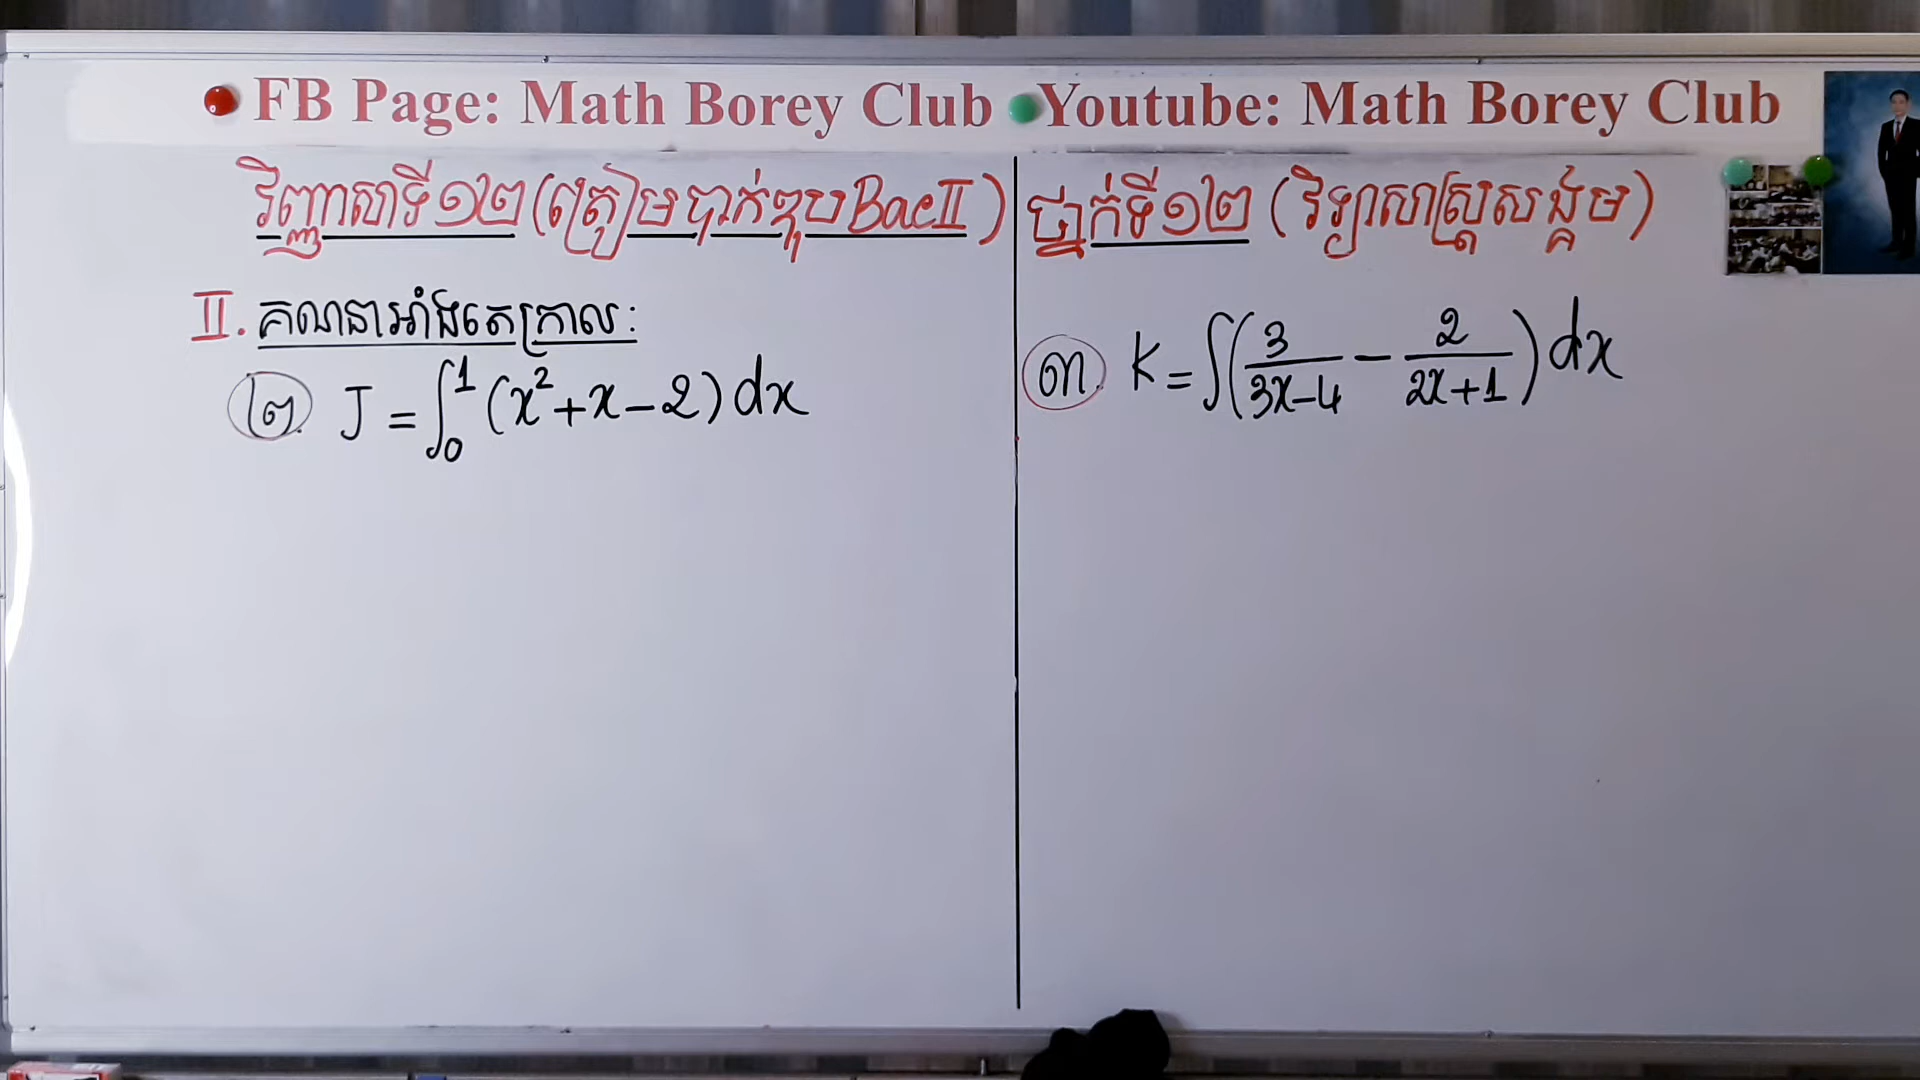 FB Page: Math Borey Club Youtube: Math Borey Club
វិញ្ញាសាទី១២ (ត្រៀមបាក់ឌុប BacII) ថ្នាក់ទី១២ (វិទ្យាសាស្ត្រសង្គម)
II. គណនាអាំងតេក្រាល:
២. J = ∫₀¹ (x² + x − 2) dx
៣. K = ∫(3/(3x−4) − 2/(2x+1)) dx